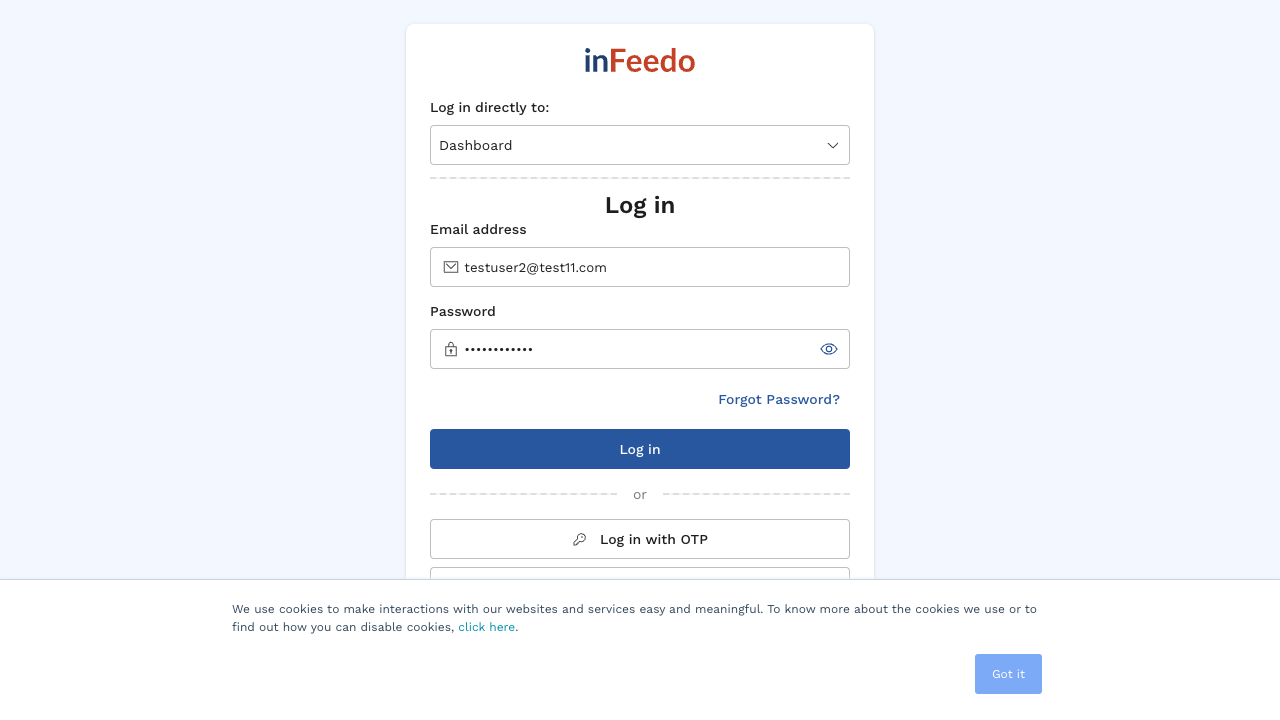 inFeedo
Log in directly to:
Dashboard
Log in
Email address
testuser2@test11.com
Password
••••••••••••
Forgot Password?
Log in
or
Log in with OTP
We use cookies to make interactions with our websites and services easy and meaningful. To know more about the cookies we use or to
find out how you can disable cookies, click here.
Got it